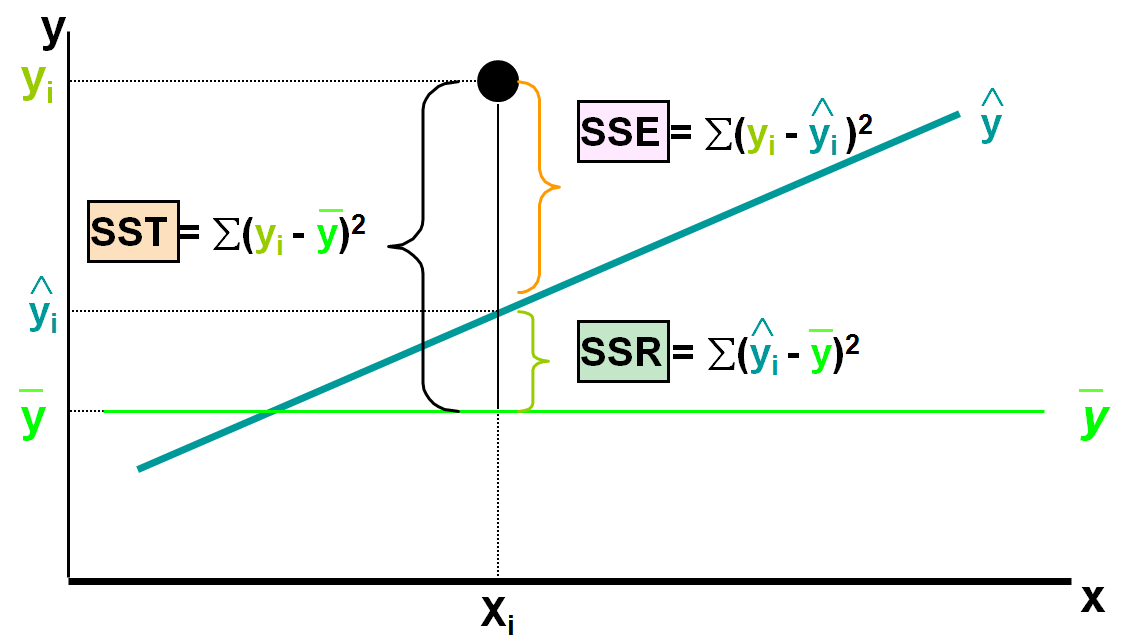 y
yᵢ
SSE = ∑(yᵢ - ŷᵢ)²
ŷ
SST = ∑(yᵢ - ȳ)²
ŷᵢ
SSR = ∑(ŷᵢ - ȳ)²
ȳ
ȳ
xᵢ
x